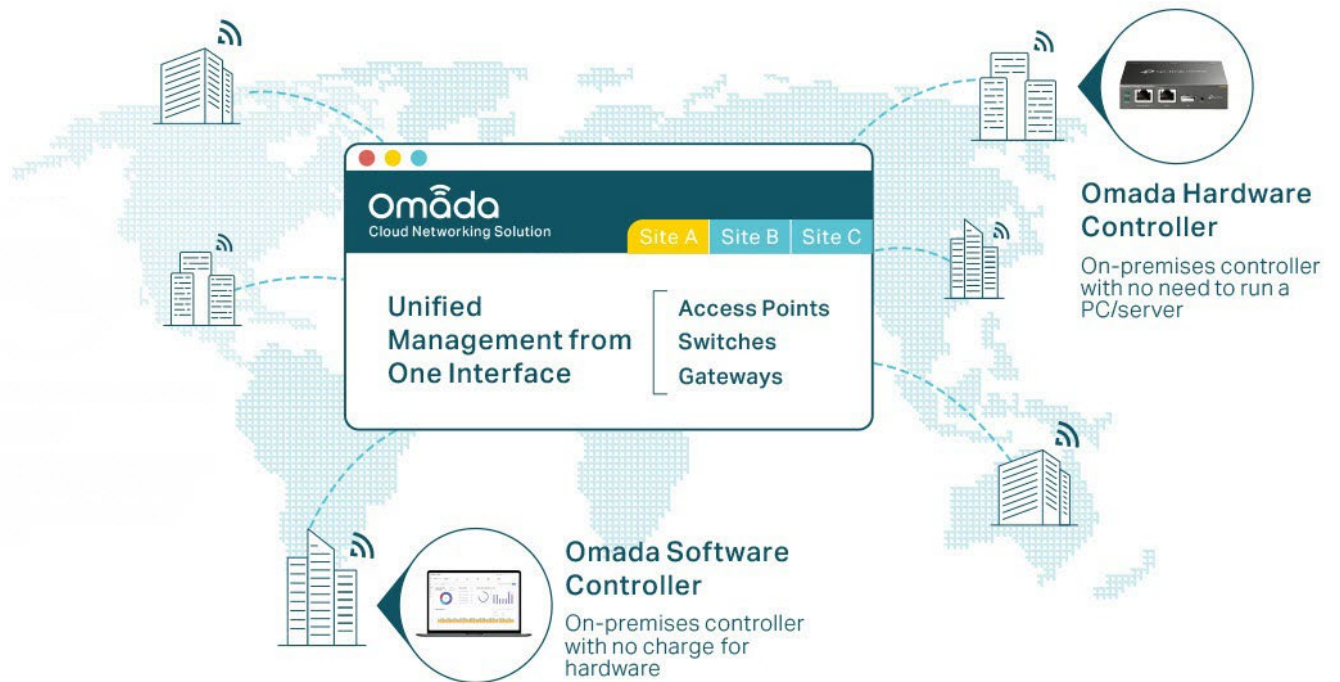 Omada
Cloud Networking Solution
Site A
Site B
Site C
Unified
Management from
One Interface
Access Points
Switches
Gateways
Omada Hardware
Controller
On-premises controller
with no need to run a
PC/server
Omada Software
Controller
On-premises controller
with no charge for
hardware